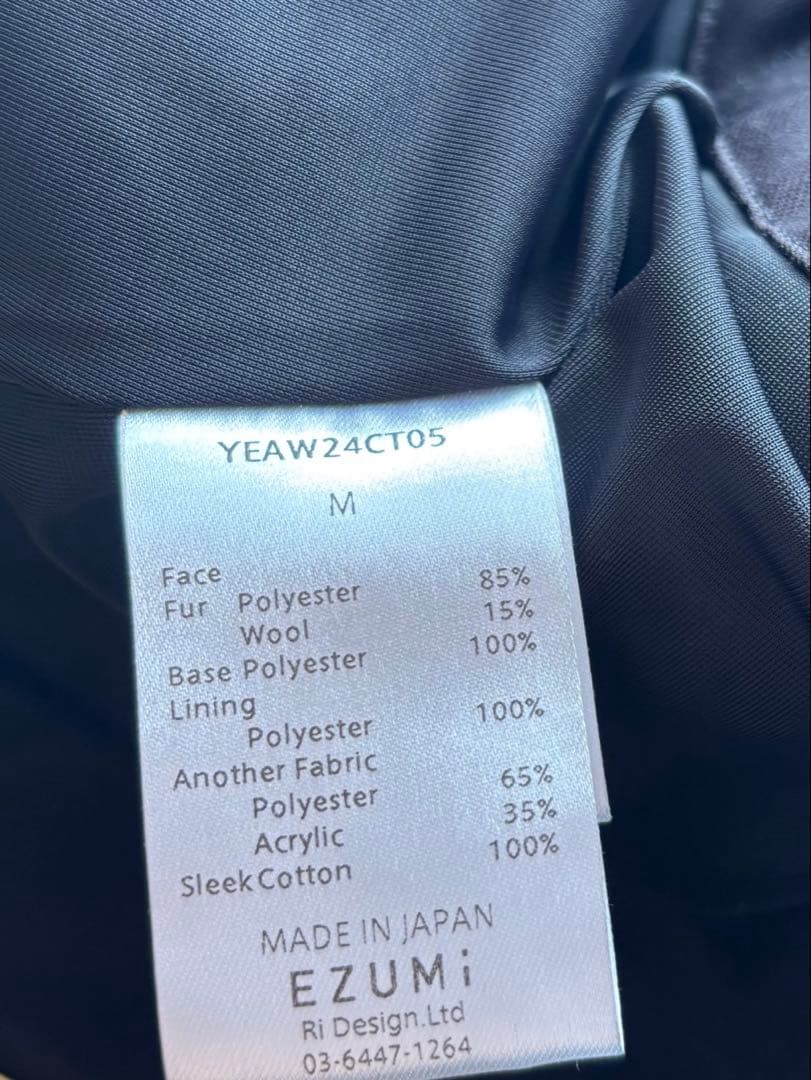 YEAW24CT05
M
Face
Fur Polyester 85%
Wool 15%
Base Polyester 100%
Lining
Polyester 100%
Another Fabric
Polyester 65%
Acrylic 35%
Sleek Cotton 100%
MADE IN JAPAN
EZUMi
Ri Design.Ltd
03-6447-1264